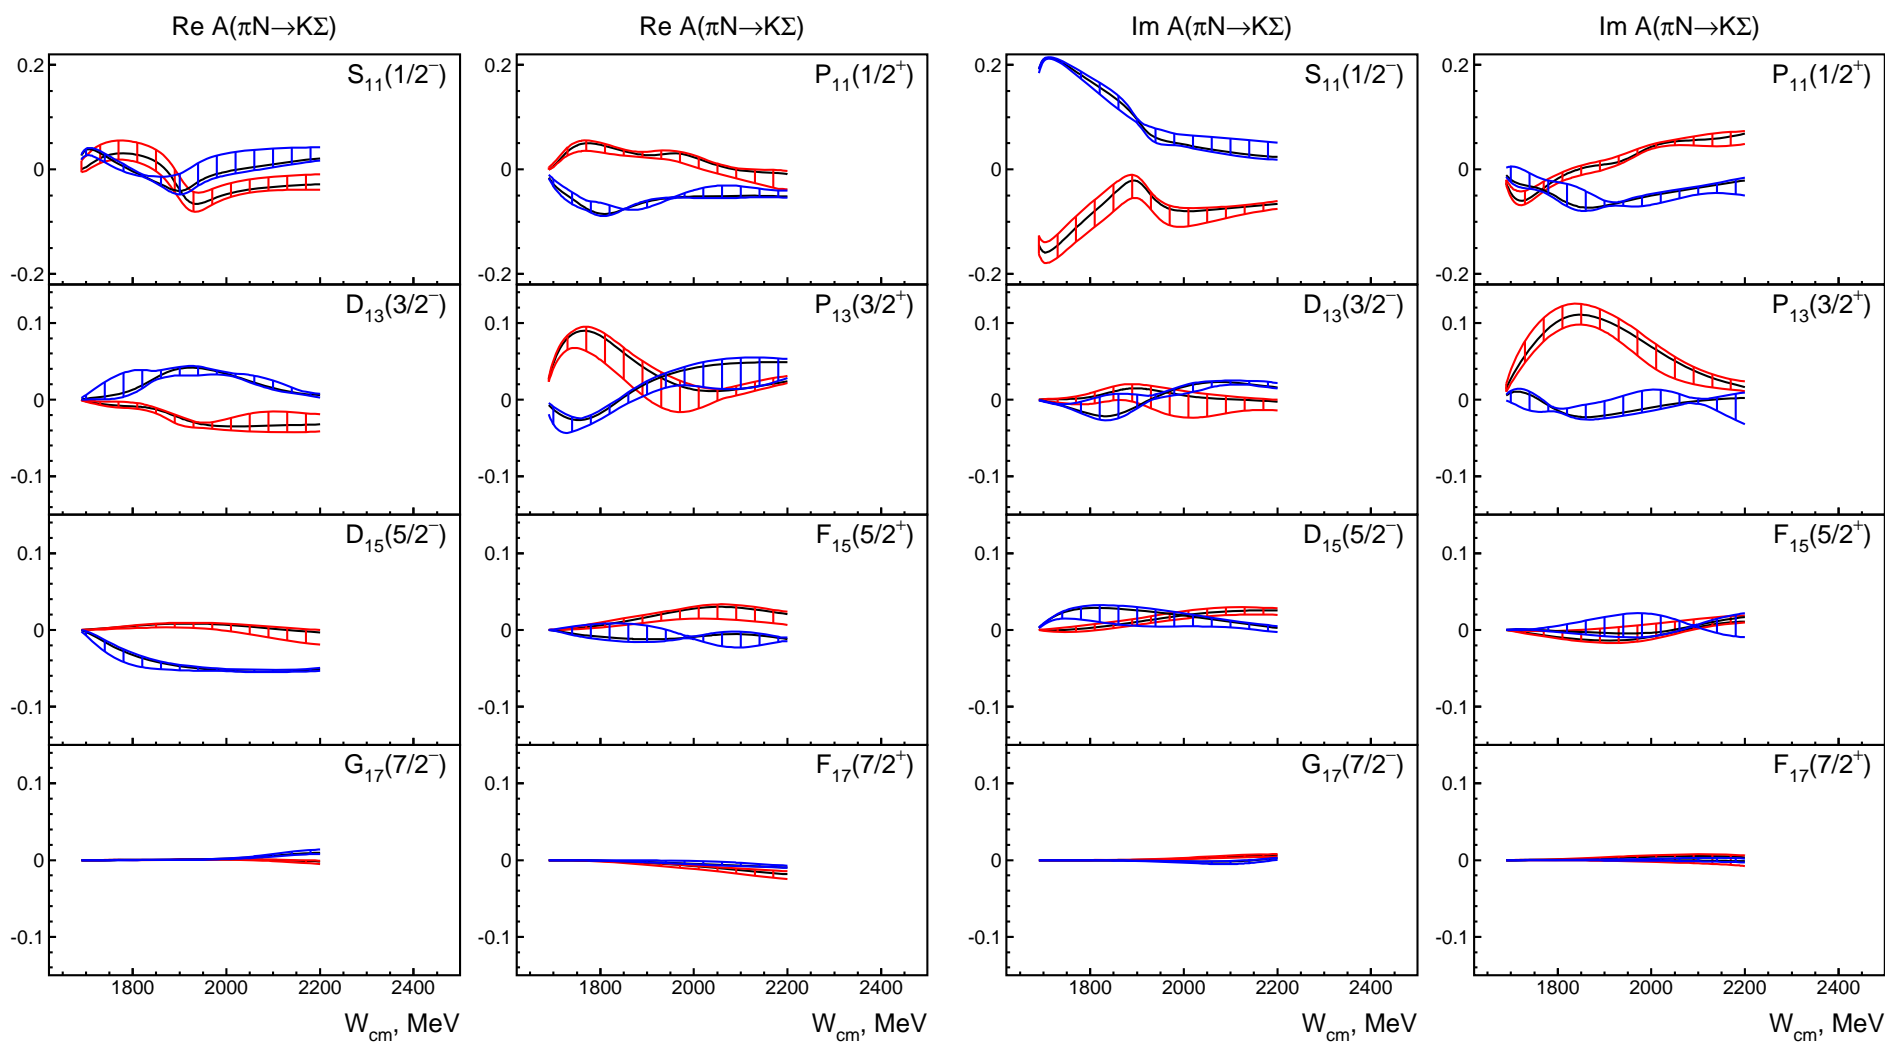 Re A(πN→KΣ) Re A(πN→KΣ) Im A(πN→KΣ) Im A(πN→KΣ)
0.2 S11(1/2−) P11(1/2+) 0.2 S11(1/2−) 0.2 P11(1/2+)
0 0 0
-0.2 -0.2 -0.2
D13(3/2−) P13(3/2+) D13(3/2−) P13(3/2+)
0.1 0.1 0.1 0.1
0 0 0 0
-0.1 -0.1 -0.1 -0.1
D15(5/2−) F15(5/2+) D15(5/2−) F15(5/2+)
0.1 0.1 0.1 0.1
0 0 0 0
-0.1 -0.1 -0.1 -0.1
G17(7/2−) F17(7/2+) G17(7/2−) F17(7/2+)
0.1 0.1 0.1 0.1
0 0 0 0
-0.1 -0.1 -0.1 -0.1
1800 2000 2200 2400 1800 2000 2200 2400 1800 2000 2200 2400 1800 2000 2200 2400
Wcm, MeV Wcm, MeV Wcm, MeV Wcm, MeV